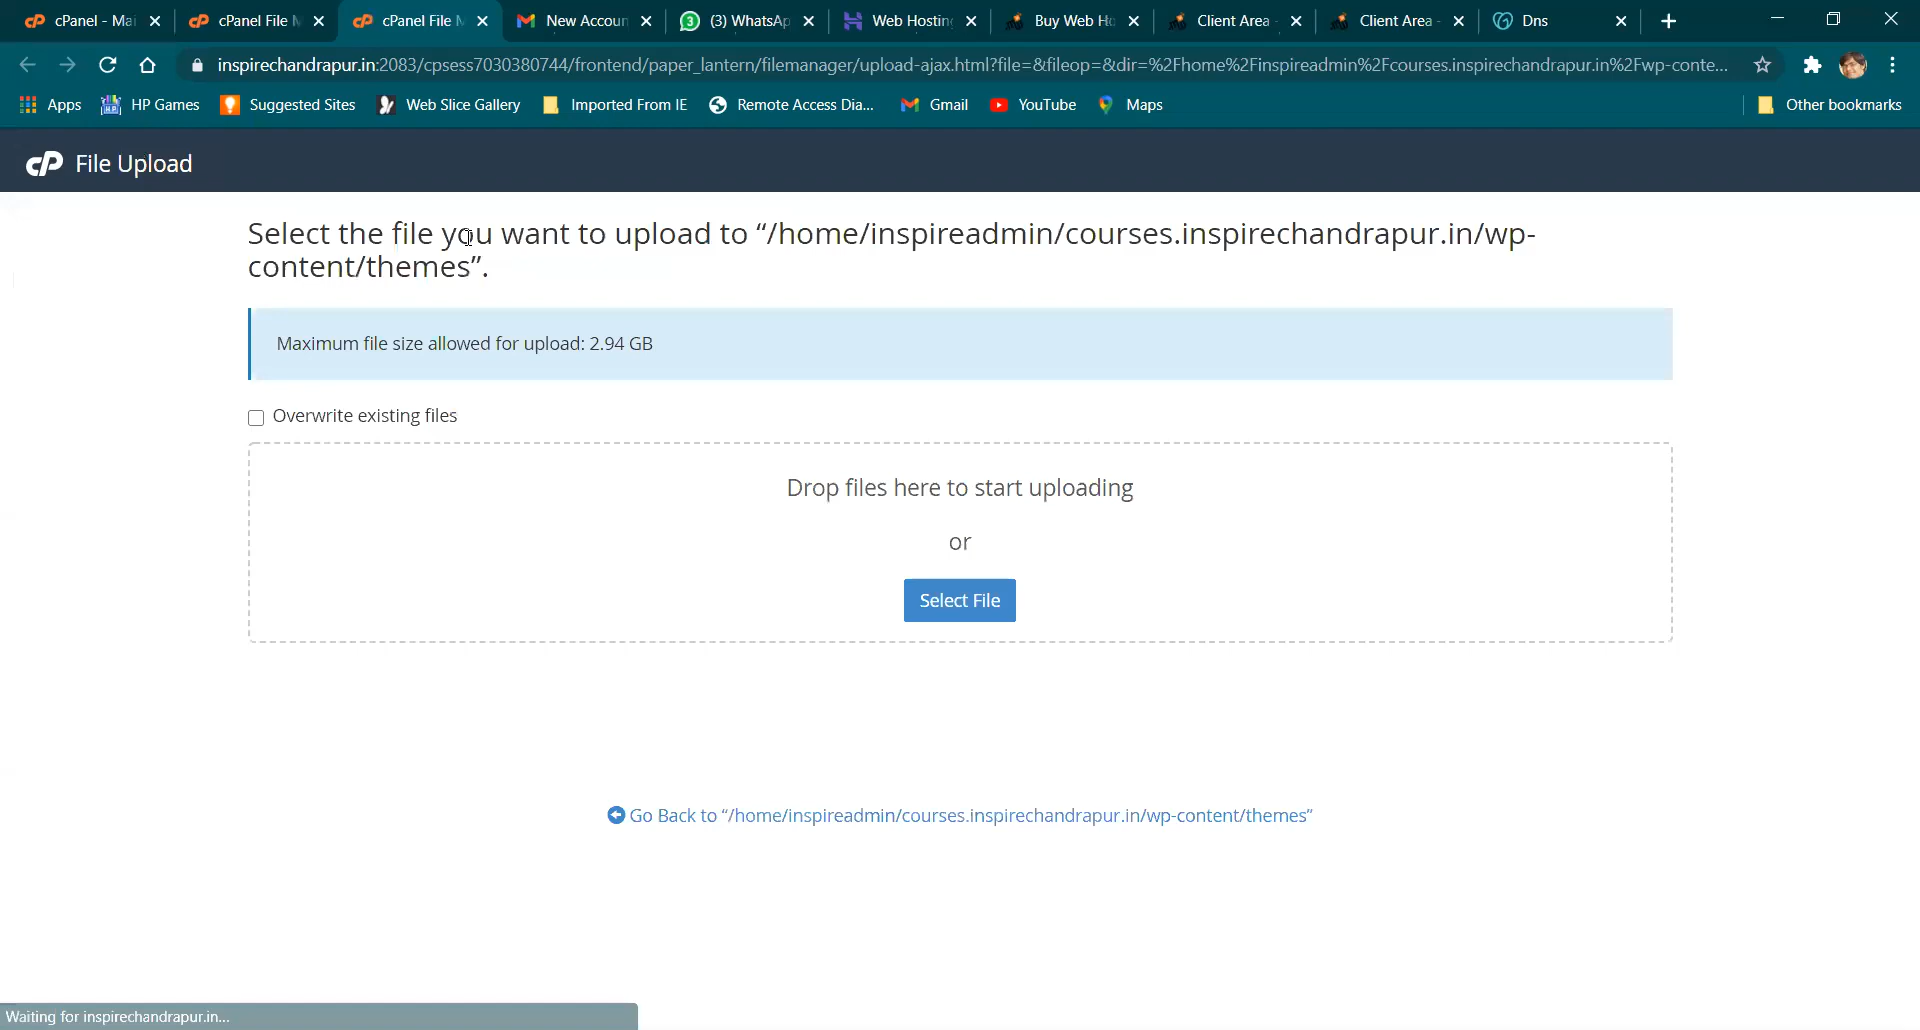 cPanel - Mai
cPanel File M
cPanel File M
New Accoun
(3) WhatsAp
Web Hosting
Buy Web Ho
Client Area -
Client Area -
Dns
inspirechandrapur.in:2083/cpsess7030380744/frontend/paper_lantern/filemanager/upload-ajax.html?file=&fileop=&dir=%2Fhome%2Finspireadmin%2Fcourses.inspirechandrapur.in%2Fwp-conte...
Apps
HP Games
Suggested Sites
Web Slice Gallery
Imported From IE
Remote Access Dia...
Gmail
YouTube
Maps
Other bookmarks
cP File Upload
Select the file you want to upload to “/home/inspireadmin/courses.inspirechandrapur.in/wp-
content/themes”.
Maximum file size allowed for upload: 2.94 GB
Overwrite existing files
Drop files here to start uploading
or
Select File
Go Back to “/home/inspireadmin/courses.inspirechandrapur.in/wp-content/themes”
Waiting for inspirechandrapur.in...